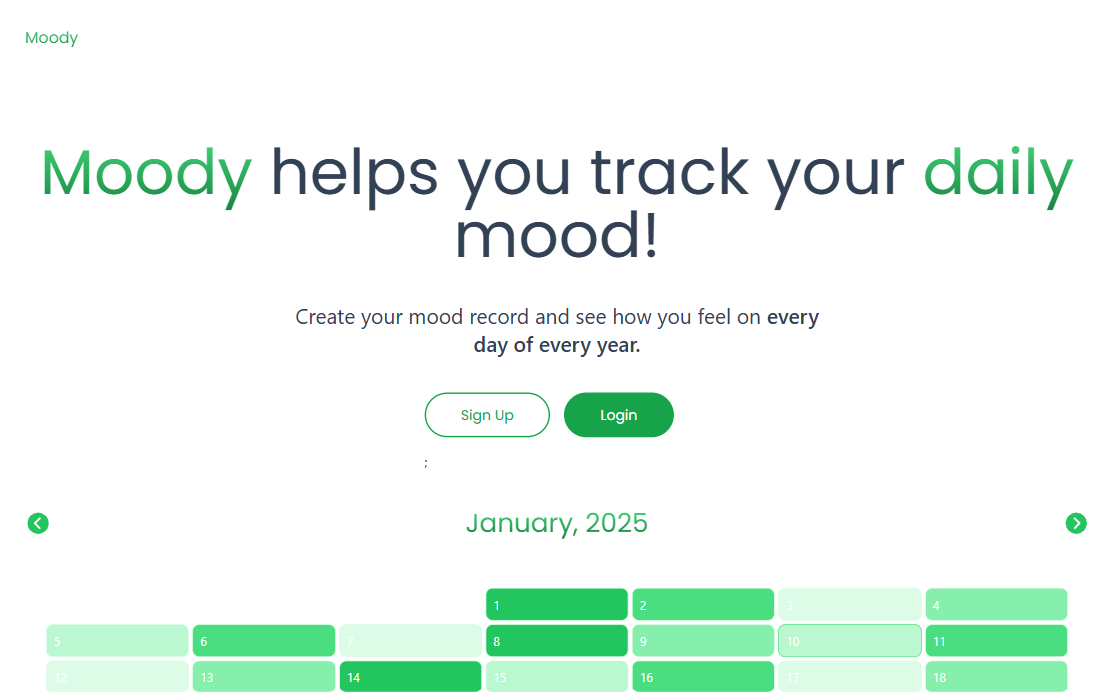 Moody
Moody helps you track your daily
mood!
Create your mood record and see how you feel on every
day of every year.
Sign Up Login
;
January, 2025
1 2 3 4
5 6 7 8 9 10 11
12 13 14 15 16 17 18